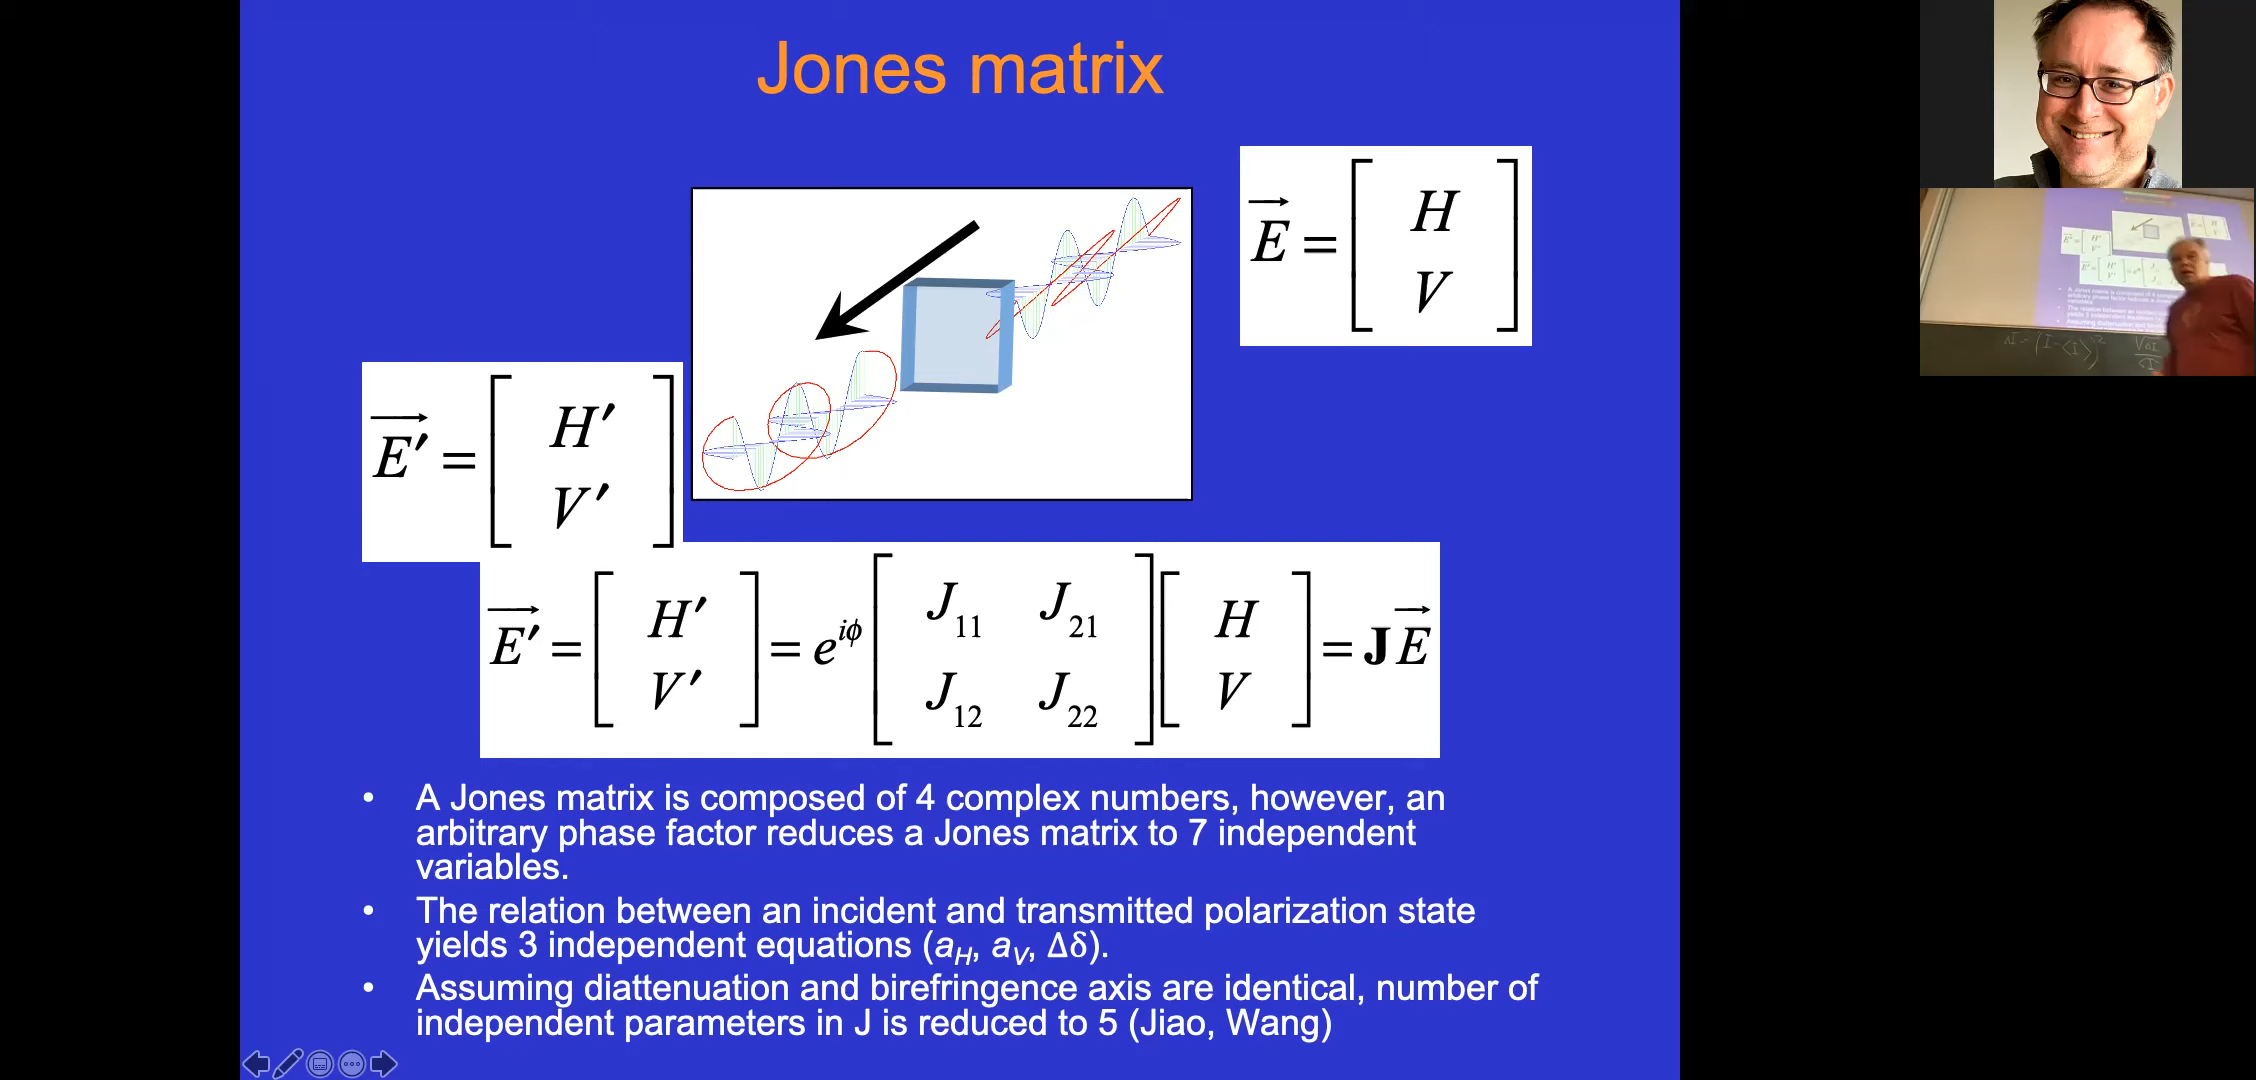 Jones matrix
E = [ H
V ]
E′ = [ H′
V′ ]
E′ = [ H′ V′ ] = e^{iϕ} [ J₁₁ J₂₁
J₁₂ J₂₂ ] [ H V ] = J E
• A Jones matrix is composed of 4 complex numbers, however, an
arbitrary phase factor reduces a Jones matrix to 7 independent
variables.
• The relation between an incident and transmitted polarization state
yields 3 independent equations (a_H, a_V, Δδ).
• Assuming diattenuation and birefringence axis are identical, number of
independent parameters in J is reduced to 5 (Jiao, Wang)